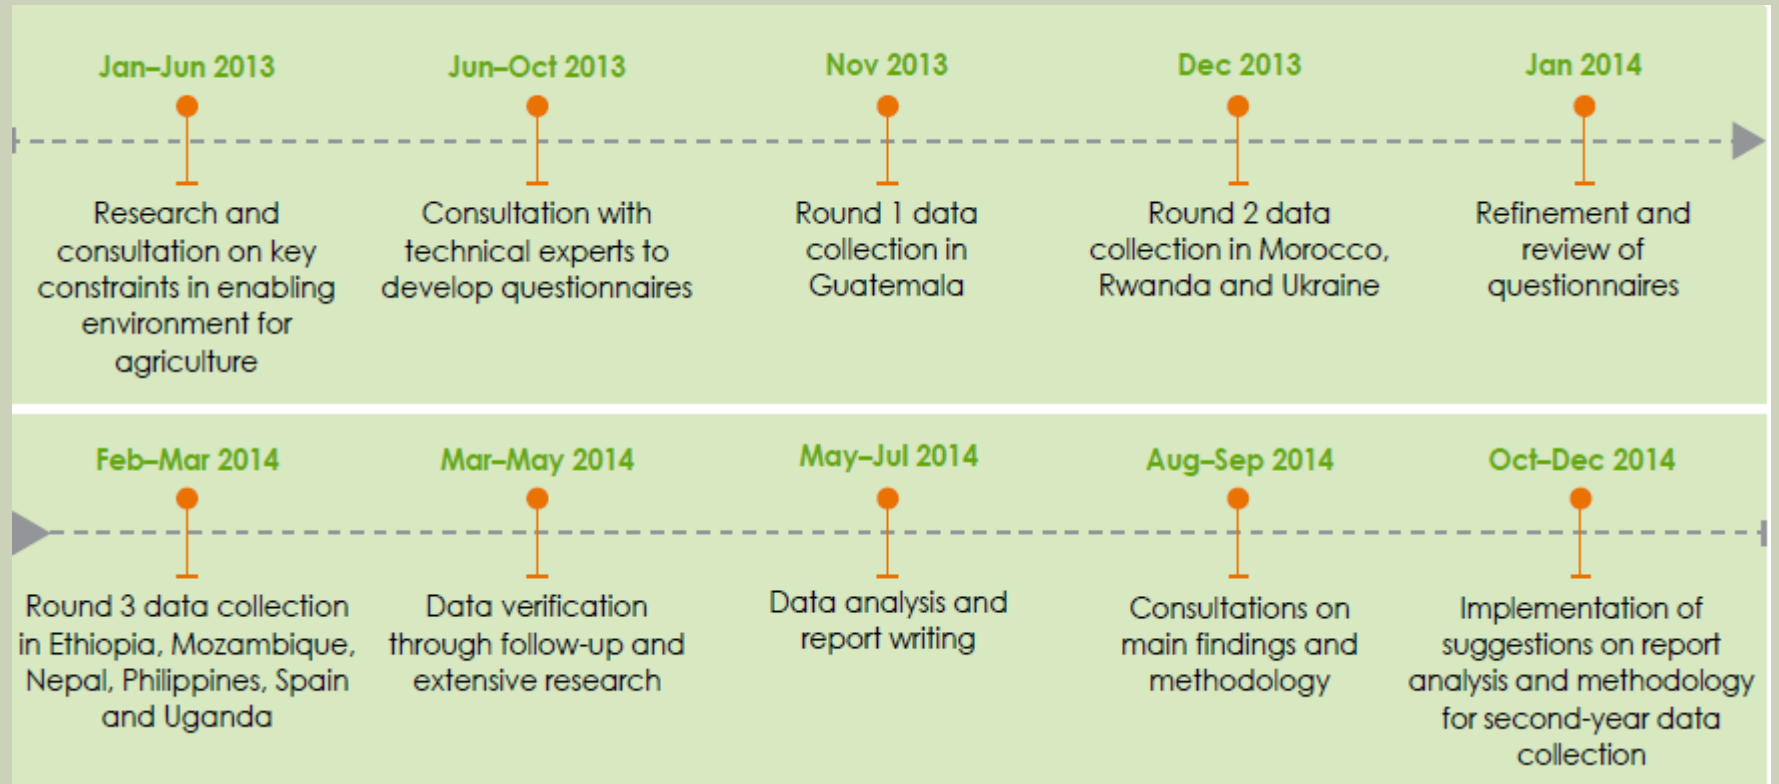 Jan–Jun 2013
Research and
consultation on key
constraints in enabling
environment for
agriculture
Jun–Oct 2013
Consultation with
technical experts to
develop questionnaires
Nov 2013
Round 1 data
collection in
Guatemala
Dec 2013
Round 2 data
collection in Morocco,
Rwanda and Ukraine
Jan 2014
Refinement and
review of
questionnaires
Feb–Mar 2014
Round 3 data collection
in Ethiopia, Mozambique,
Nepal, Philippines, Spain
and Uganda
Mar–May 2014
Data verification
through follow-up and
extensive research
May–Jul 2014
Data analysis and
report writing
Aug–Sep 2014
Consultations on
main findings and
methodology
Oct–Dec 2014
Implementation of
suggestions on report
analysis and methodology
for second-year data
collection